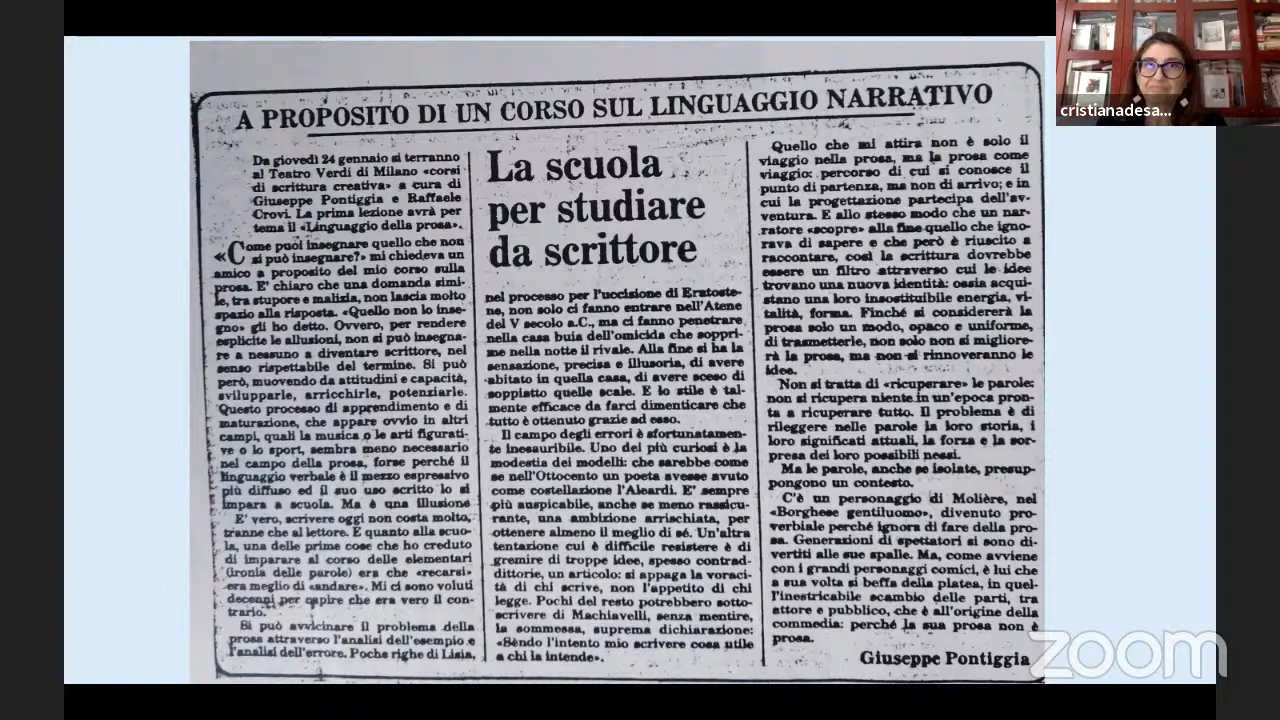 A PROPOSITO DI UN CORSO SUL LINGUAGGIO NARRATIVO
Da giovedì 24 gennaio si terranno
al Teatro Verdi di Milano «corsi
di scrittura creativa» a cura di
Giuseppe Pontiggia e Raffaele
Crovi. La prima lezione avrà per
tema il «Linguaggio della prosa».
«Come puoi insegnare quello che non
si può insegnare?» mi chiedeva un
amico a proposito del mio corso sulla
prosa. E' chiaro che una domanda simi-
le, tra stupore e malizia, non lascia molto
spazio alla risposta. «Quello non lo inse-
gno» gli ho detto. Ovvero, per rendere
esplicite le allusioni, non si può insegna-
re a nessuno a diventare scrittore, nel
senso rispettabile del termine. Si può
però, muovendo da attitudini e capacità,
svilupparle, arricchirle, potenziarle.
Questo processo di apprendimento e di
maturazione, che appare ovvio in altri
campi, quali la musica o le arti figurati-
ve o lo sport, sembra meno necessario
nel campo della prosa, forse perché il
linguaggio verbale è il mezzo espressivo
più diffuso ed il suo uso scritto lo si
impara a scuola. Ma è una illusione
E' vero, scrivere oggi non costa molto,
tranne che al lettore. E quanto alla scuo-
la, una delle prime cose che ho creduto
di imparare al corso delle elementari
(ironia delle parole) era che «recarsi»
era meglio di «andare». Mi ci sono voluti
decenni per capire che era vero il con-
trario.
Si può avvicinare il problema della
prosa attraverso l'analisi dell'esempio e
l'analisi dell'errore. Poche righe di Lisia,
La scuola
per studiare
da scrittore
nel processo per l'uccisione di Eratoste-
ne, non solo ci fanno entrare nell'Atene
del V secolo a.C., ma ci fanno penetrare
nella casa buia dell'omicida che soppri-
me nella notte il rivale. Alla fine si ha la
sensazione, precisa e illusoria, di avere
abitato in quella casa, di avere sceso di
soppiatto quelle scale. E lo stile è tal-
mente efficace da farci dimenticare che
tutto è ottenuto grazie ad esso.
Il campo degli errori è sfortunatamen-
te inesauribile. Uno dei più curiosi è la
modestia dei modelli: che sarebbe come
se nell'Ottocento un poeta avesse avuto
come costellazione l'Aleardi. E' sempre
più auspicabile, anche se meno rassicu-
rante, una ambizione arrischiata, per
ottenere almeno il meglio di sé. Un'altra
tentazione cui è difficile resistere è di
gremire di troppe idee, spesso contrad-
dittorie, un articolo: si appaga la voraci-
tà di chi scrive, non l'appetito di chi
legge. Pochi del resto potrebbero sotto-
scrivere di Machiavelli, senza mentire,
la sommessa, suprema dichiarazione:
«Sendo l'intento mio scrivere cosa utile
a chi la intende».
Quello che mi attira non è solo il
viaggio nella prosa, ma la prosa come
viaggio: percorso di cui si conosce il
punto di partenza, ma non di arrivo; e in
cui la progettazione partecipa dell'av-
ventura. E allo stesso modo che un nar-
ratore «scopre» alla fine quello che igno-
rava di sapere e che però è riuscito a
raccontare, così la scrittura dovrebbe
essere un filtro attraverso cui le idee
trovano una nuova identità: ossia acqui-
stano una loro insostituibile energia, vi-
talità, forma. Finché si considererà la
prosa solo un modo, opaco e uniforme,
di trasmetterle, non solo non si migliore-
rà la prosa, ma non si rinnoveranno le
idee.
Non si tratta di «ricuperare» le parole:
non si ricupera niente in un'epoca pron-
ta a ricuperare tutto. Il problema è di
rileggere nelle parole la loro storia, i
loro significati attuali, la forza e la sor-
presa dei loro possibili nessi.
Ma le parole, anche se isolate, presup-
pongono un contesto.
C'è un personaggio di Molière, nel
«Borghese gentiluomo», divenuto pro-
verbiale perché ignora di fare della pro-
sa. Generazioni di spettatori si sono di-
vertiti alle sue spalle. Ma, come avviene
con i grandi personaggi comici, è lui che
a sua volta si beffa della platea, in quel-
l'inestricabile scambio delle parti, tra
attore e pubblico, che è all'origine della
commedia: perché la sua prosa non è
prosa.
Giuseppe Pontiggia
cristianadesa...
zoom